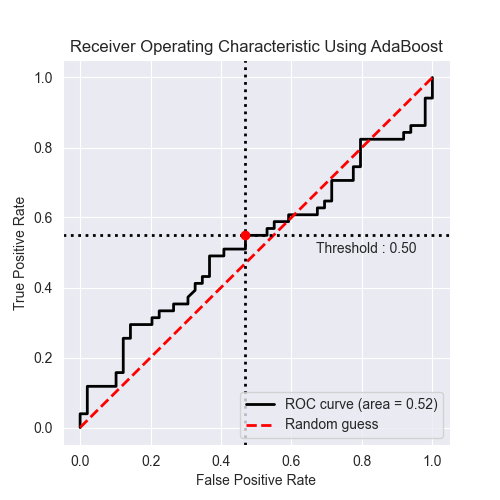 Receiver Operating Characteristic Using AdaBoost
True Positive Rate
1.0
0.8
0.6
0.4
0.2
0.0
Threshold : 0.50
ROC curve (area = 0.52)
Random guess
0.0 0.2 0.4 0.6 0.8 1.0
False Positive Rate